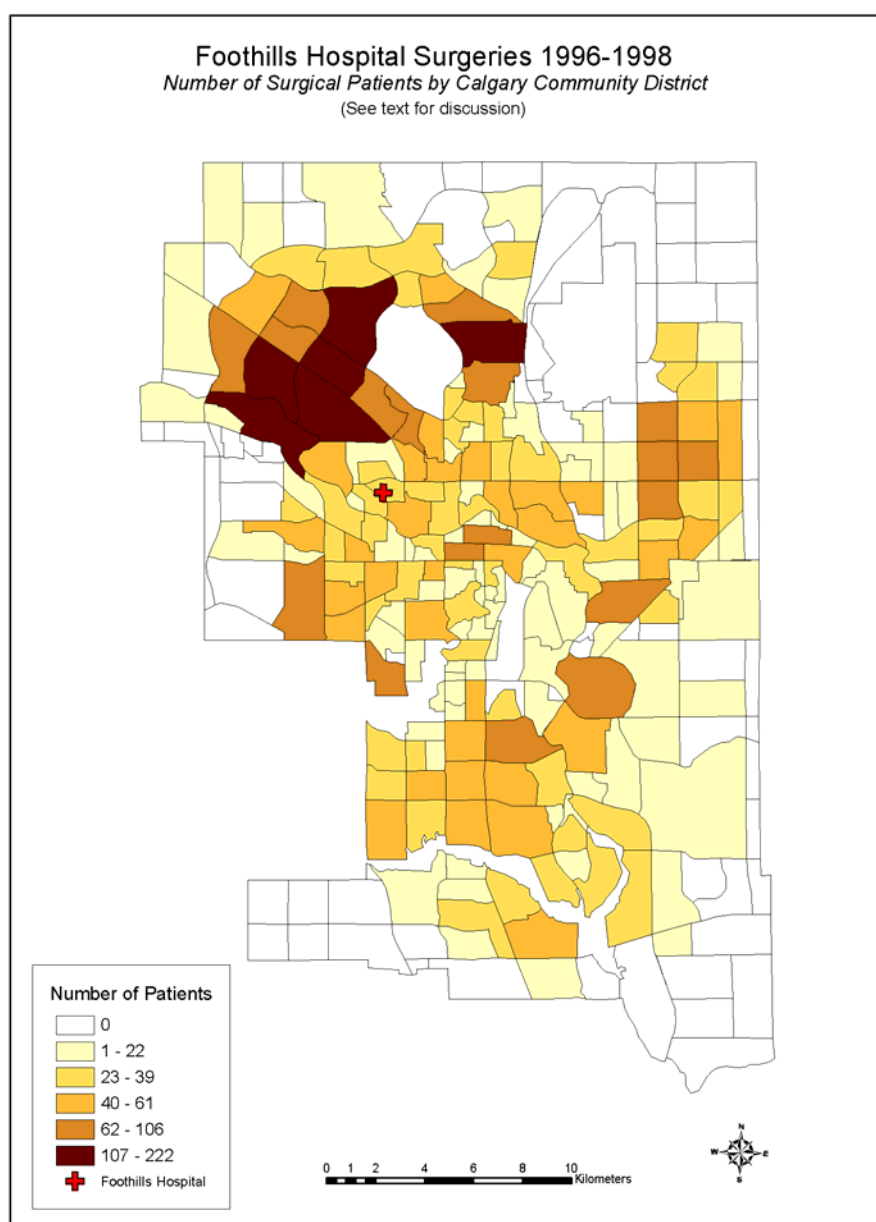 Foothills Hospital Surgeries 1996-1998
Number of Surgical Patients by Calgary Community District
(See text for discussion)
Number of Patients
0
1 - 22
23 - 39
40 - 61
62 - 106
107 - 222
Foothills Hospital
0 1 2 4 6 8 10
Kilometers
N
W E
S